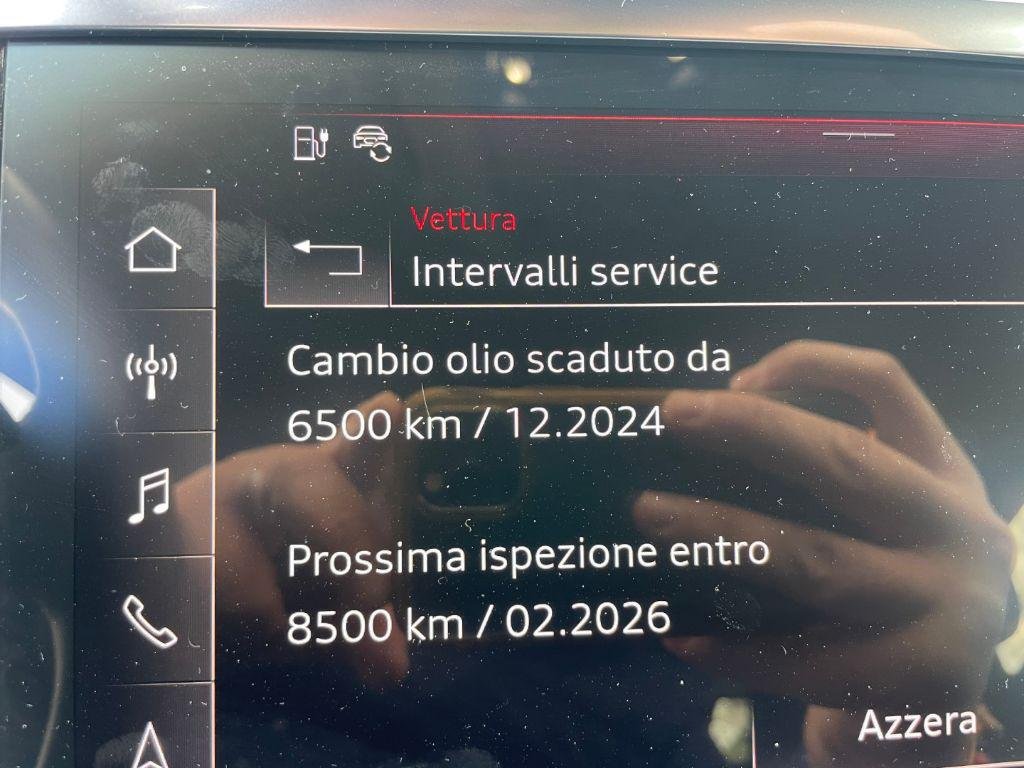 Vettura
Intervalli service
Cambio olio scaduto da
6500 km / 12.2024
Prossima ispezione entro
8500 km / 02.2026
Azzera